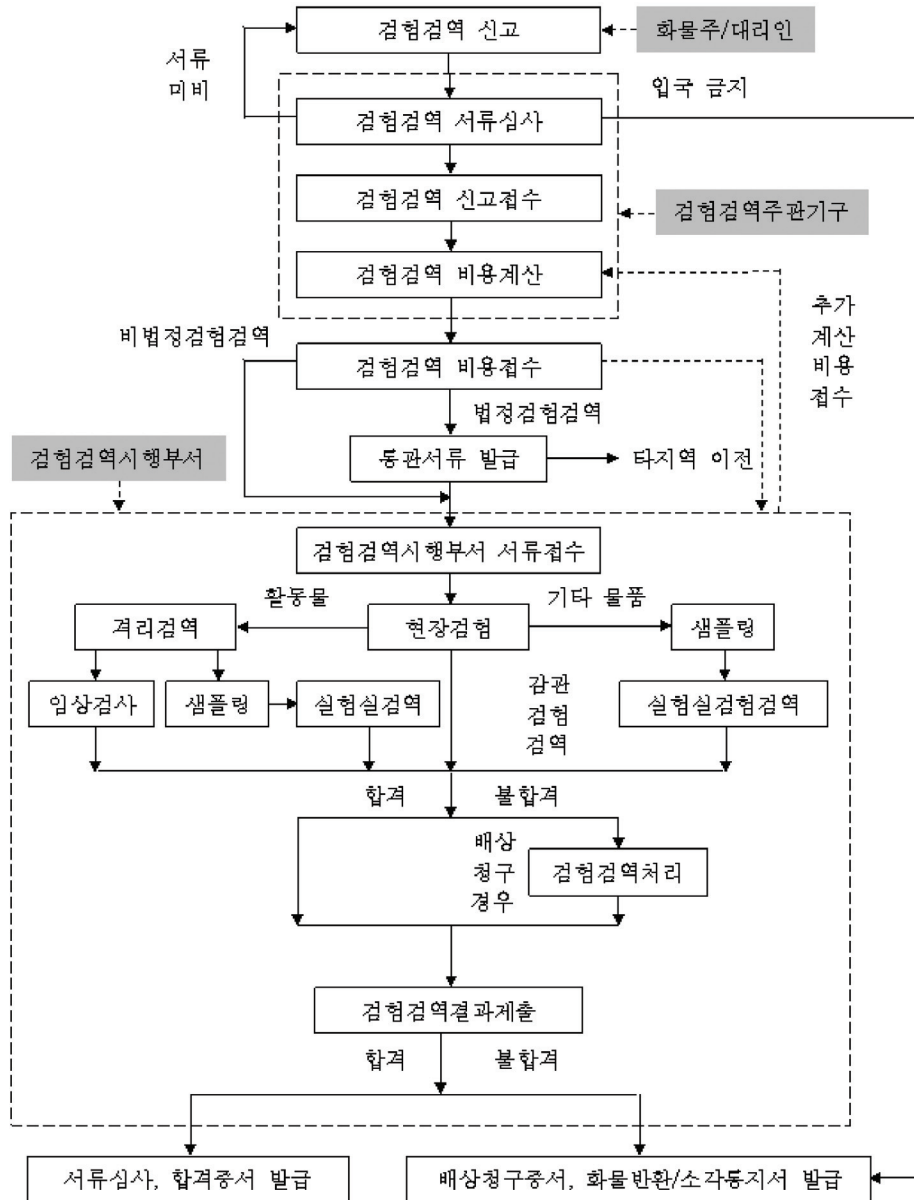 검험검역 신고
화물주/대리인
서류
미비
입국 금지
검험검역 서류심사
검험검역 신고접수
검험검역주관기구
검험검역 비용계산
추가
계산
비용
접수
비법정검험검역
검험검역 비용접수
법정검험검역
검험검역시행부서
통관서류 발급
타지역 이전
검험검역시행부서 서류접수
활동물
기타 물품
격리검역
현장검험
샘플링
임상검사
샘플링
실험실검역
감관
검험
검역
실험실검험검역
합격
불합격
배상
청구
경우
검험검역처리
검험검역결과제출
합격
불합격
서류심사, 합격증서 발급
배상청구증서, 화물반환/소각통지서 발급